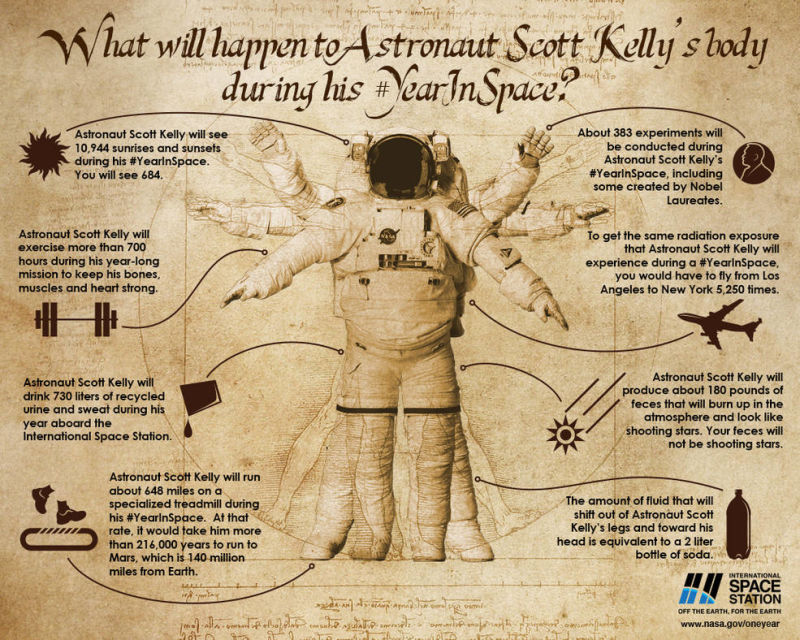 What will happen to Astronaut Scott Kelly's body
during his #YearInSpace?
Astronaut Scott Kelly will see
10,944 sunrises and sunsets
during his #YearInSpace.
You will see 684.
About 383 experiments will
be conducted during
Astronaut Scott Kelly's
#YearInSpace, including
some created by Nobel
Laureates.
Astronaut Scott Kelly will
exercise more than 700
hours during his year-long
mission to keep his bones,
muscles and heart strong.
To get the same radiation exposure
that Astronaut Scott Kelly will
experience during a #YearInSpace,
you would have to fly from Los
Angeles to New York 5,250 times.
Astronaut Scott Kelly will
drink 730 liters of recycled
urine and sweat during his
year aboard the
International Space Station.
Astronaut Scott Kelly will
produce about 180 pounds of
feces that will burn up in the
atmosphere and look like
shooting stars. Your feces will
not be shooting stars.
Astronaut Scott Kelly will run
about 648 miles on a
specialized treadmill during
his #YearInSpace. At that
rate, it would take him more
than 216,000 years to run to
Mars, which is 140 million
miles from Earth.
The amount of fluid that will
shift out of Astronaut Scott
Kelly's legs and toward his
head is equivalent to a 2 liter
bottle of soda.
NASA
INTERNATIONAL
SPACE
STATION
OFF THE EARTH, FOR THE EARTH
www.nasa.gov/oneyear